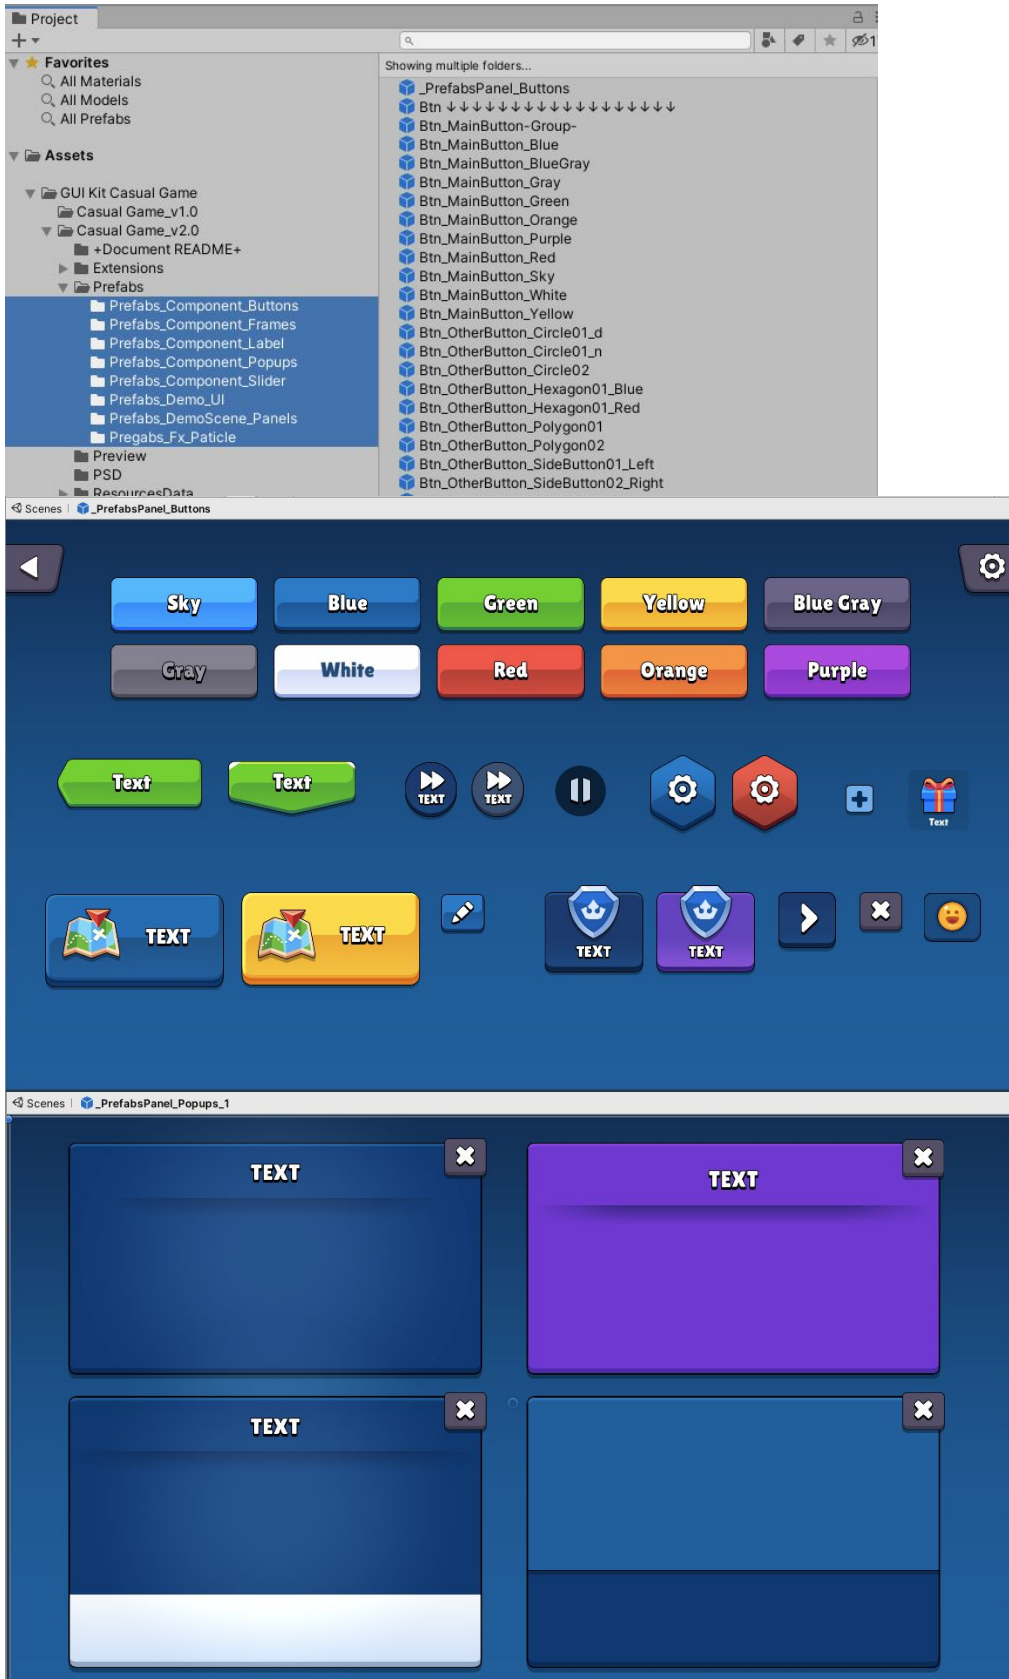 Project
Favorites
All Materials
All Models
All Prefabs
Assets
GUI Kit Casual Game
Casual Game_v1.0
Casual Game_v2.0
+Document README+
Extensions
Prefabs
Prefabs_Component_Buttons
Prefabs_Component_Frames
Prefabs_Component_Label
Prefabs_Component_Popups
Prefabs_Component_Slider
Prefabs_Demo_UI
Prefabs_DemoScene_Panels
Pregabs_Fx_Paticle
Preview
PSD
ResourcesData
Showing multiple folders...
_PrefabsPanel_Buttons
Btn ↓↓↓↓↓↓↓↓↓↓↓↓↓↓↓↓↓↓
Btn_MainButton-Group-
Btn_MainButton_Blue
Btn_MainButton_BlueGray
Btn_MainButton_Gray
Btn_MainButton_Green
Btn_MainButton_Orange
Btn_MainButton_Purple
Btn_MainButton_Red
Btn_MainButton_Sky
Btn_MainButton_White
Btn_MainButton_Yellow
Btn_OtherButton_Circle01_d
Btn_OtherButton_Circle01_n
Btn_OtherButton_Circle02
Btn_OtherButton_Hexagon01_Blue
Btn_OtherButton_Hexagon01_Red
Btn_OtherButton_Polygon01
Btn_OtherButton_Polygon02
Btn_OtherButton_SideButton01_Left
Btn_OtherButton_SideButton02_Right
Scenes | _PrefabsPanel_Buttons
Sky Blue Green Yellow Blue Gray
Gray White Red Orange Purple
Text Text TEXT TEXT Text
TEXT TEXT TEXT TEXT
Scenes | _PrefabsPanel_Popups_1
TEXT TEXT
TEXT